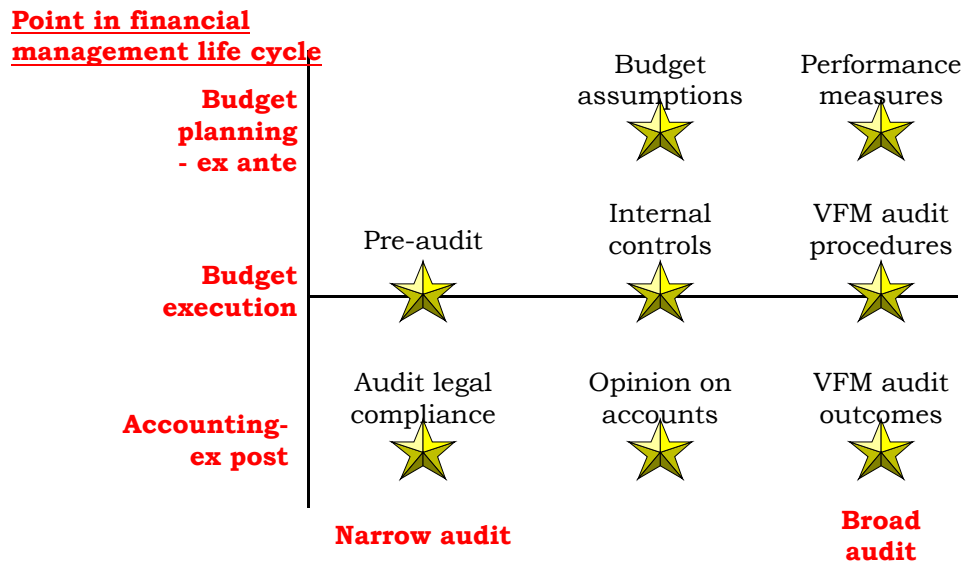 Point in financial
management life cycle
Budget
assumptions
Performance
measures
Budget
planning
- ex ante
Pre-audit
Internal
controls
VFM audit
procedures
Budget
execution
Audit legal
compliance
Opinion on
accounts
VFM audit
outcomes
Accounting-
ex post
Narrow audit
Broad
audit